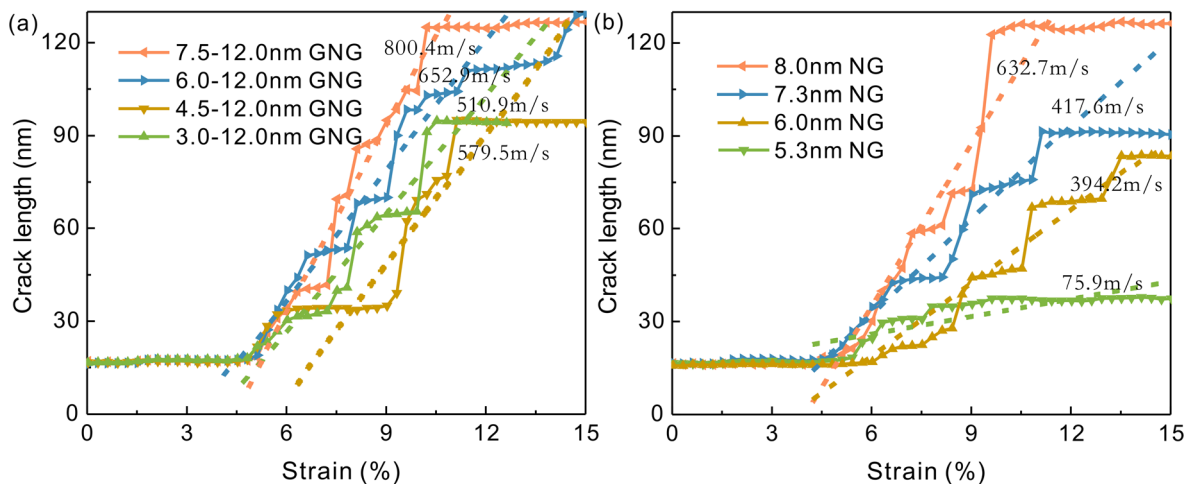 (a)
7.5-12.0nm GNG
6.0-12.0nm GNG
4.5-12.0nm GNG
3.0-12.0nm GNG
800.4m/s
652.9m/s
510.9m/s
579.5m/s
120
90
60
30
0
Crack length (nm)
0 3 6 9 12 15
Strain (%)
(b)
8.0nm NG
7.3nm NG
6.0nm NG
5.3nm NG
632.7m/s
417.6m/s
394.2m/s
75.9m/s
120
90
60
30
0
Crack length (nm)
0 3 6 9 12 15
Strain (%)